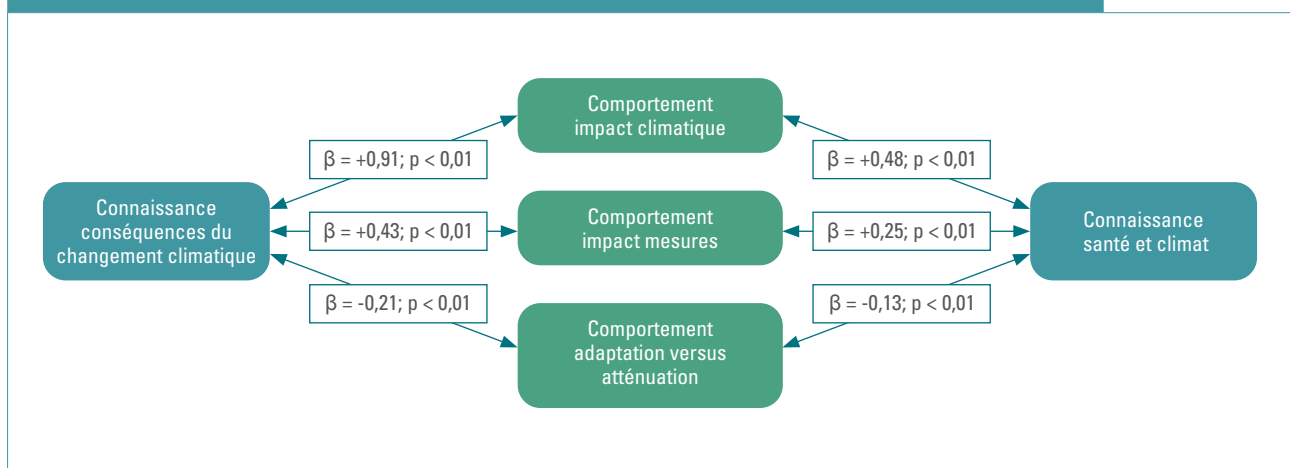 Comportement
impact climatique
β = +0,91; p < 0,01
β = +0,48; p < 0,01
Connaissance
conséquences du
changement climatique
β = +0,43; p < 0,01
Comportement
impact mesures
β = +0,25; p < 0,01
Connaissance
santé et climat
β = -0,21; p < 0,01
β = -0,13; p < 0,01
Comportement
adaptation versus
atténuation